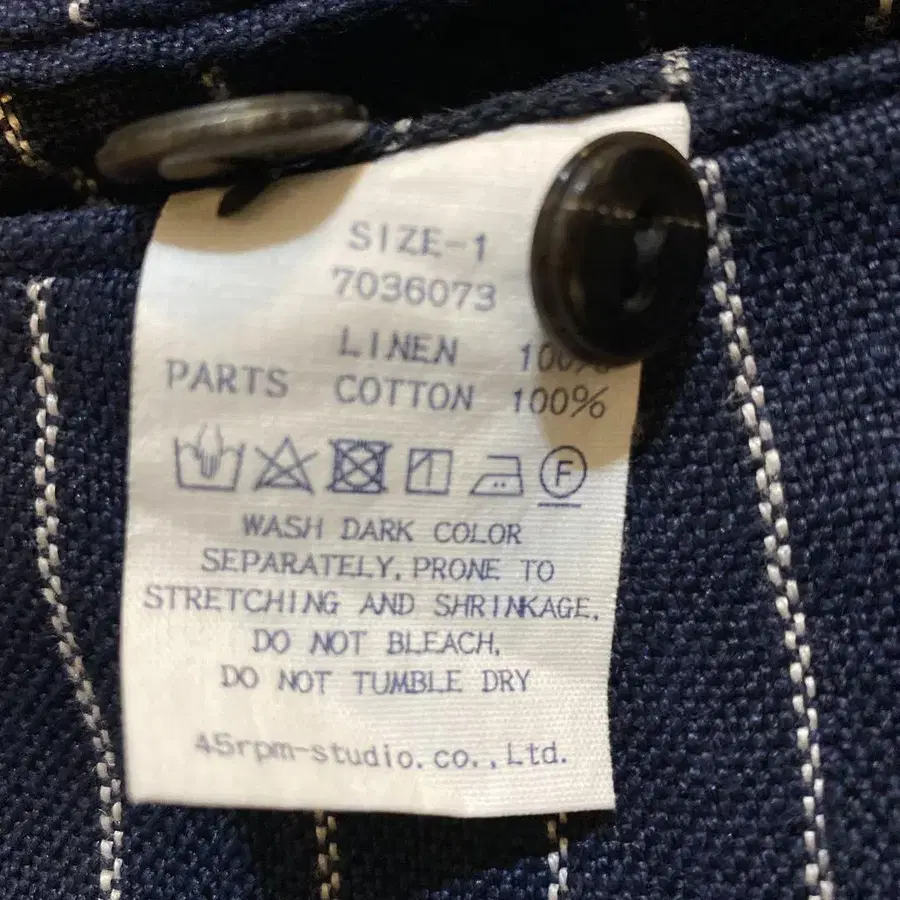 SIZE-1
7036073
LINEN 100%
PARTS COTTON 100%
F
WASH DARK COLOR
SEPARATELY, PRONE TO
STRETCHING AND SHRINKAGE.
DO NOT BLEACH.
DO NOT TUMBLE DRY
45rpm-studio.co.,Ltd.